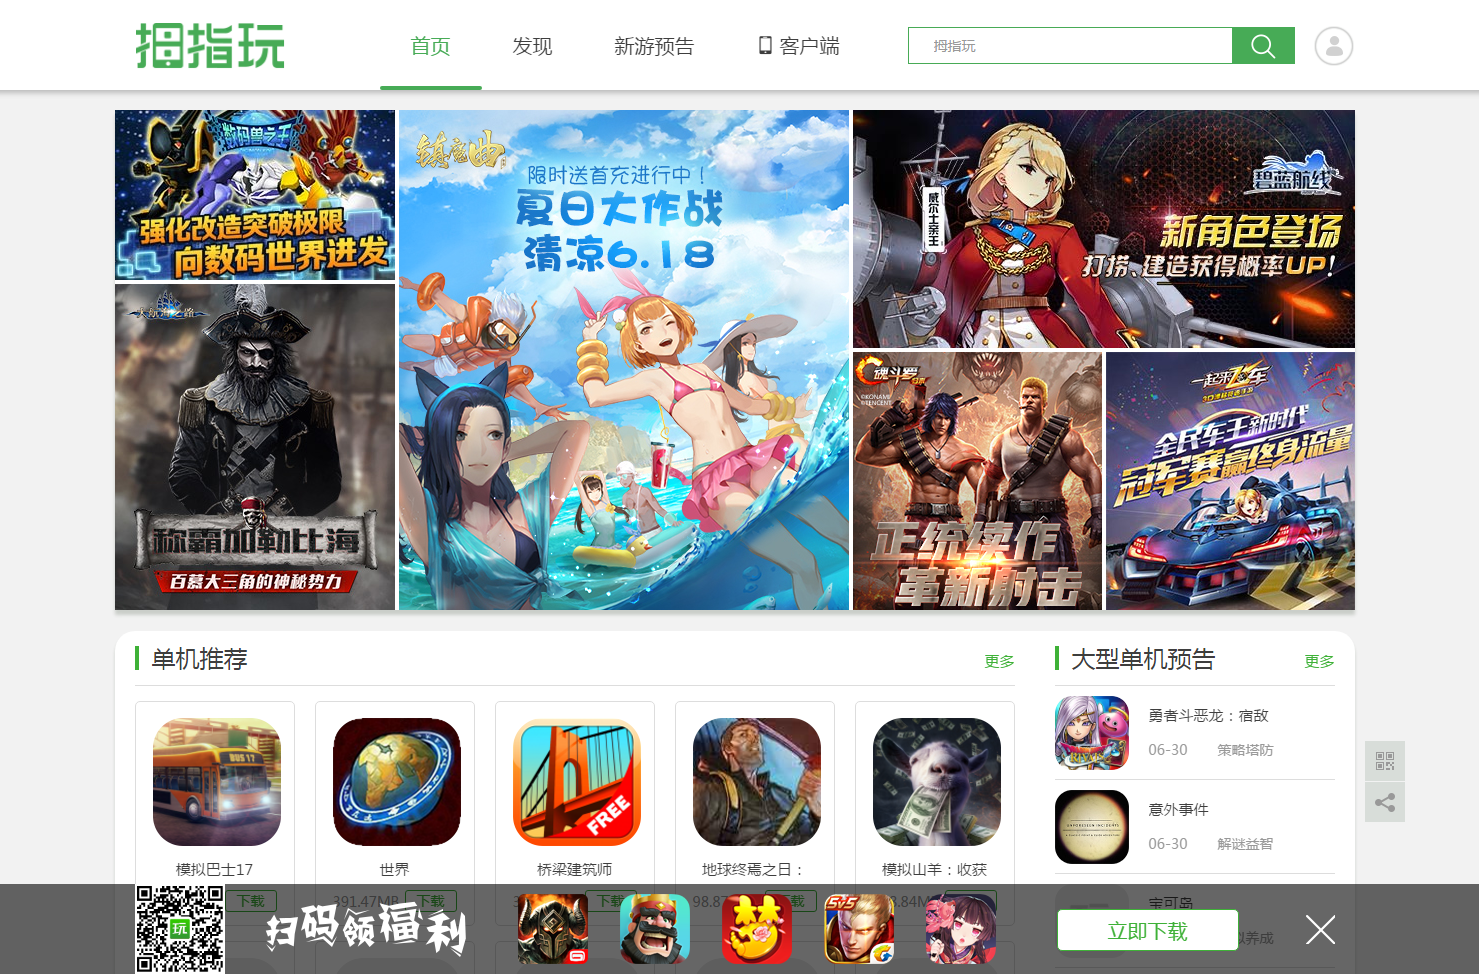 拇指玩
首页
发现
新游预告
客户端
拇指玩
数码兽之王
强化改造突破极限
向数码世界进发
大航海之路
称霸加勒比海
百慕大三角的神秘势力
镇魔曲
限时送首充进行中！
夏日大作战
清凉6.18
威尔士亲王
碧蓝航线
新角色登场
打捞、建造获得概率UP!
魂斗罗
©KONAMI
©TENCENT
正统续作
革新射击
一起来飞车
全民车王新时代
冠军赛赢终身流量
单机推荐
更多
BUS 17
FREE
模拟巴士17
世界
桥梁建筑师
地球终焉之日：
模拟山羊：收获
下载
391.47MB
下载
下载
98.87
下载
大型单机预告
更多
勇者斗恶龙：宿敌
06-30
策略塔防
意外事件
06-30
解谜益智
宝可岛
养成
玩
扫码领福利
5v5
立即下载